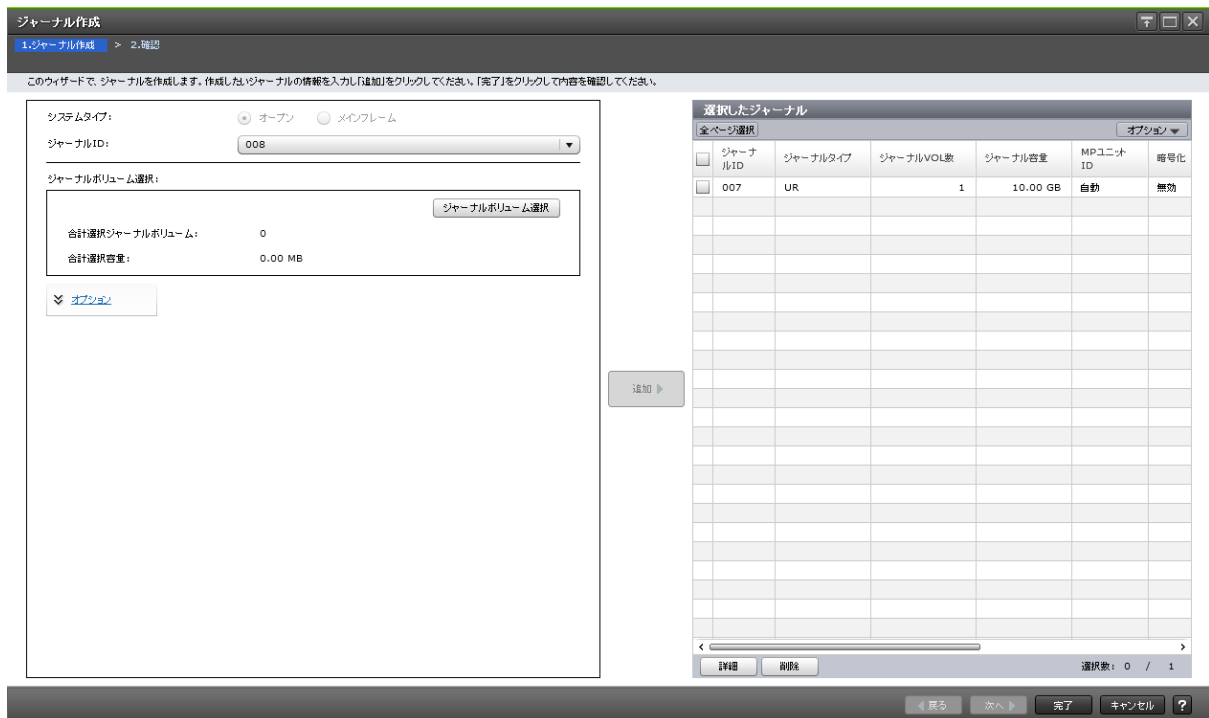 ジャーナル作成
1.ジャーナル作成 > 2.確認
このウィザードで、ジャーナルを作成します。作成したいジャーナルの情報を入力し「追加」をクリックしてください。「完了」をクリックして内容を確認してください。
システムタイプ: オープン メインフレーム
ジャーナルID: 008
ジャーナルボリューム選択:
ジャーナルボリューム選択
合計選択ジャーナルボリューム: 0
合計選択容量: 0.00 MB
オプション
追加
選択したジャーナル
全ページ選択 オプション
ジャーナルID ジャーナルタイプ ジャーナルVOL数 ジャーナル容量 MPユニットID 暗号化
007 UR 1 10.00 GB 自動 無効
詳細 削除 選択数: 0 / 1
戻る 次へ 完了 キャンセル ?